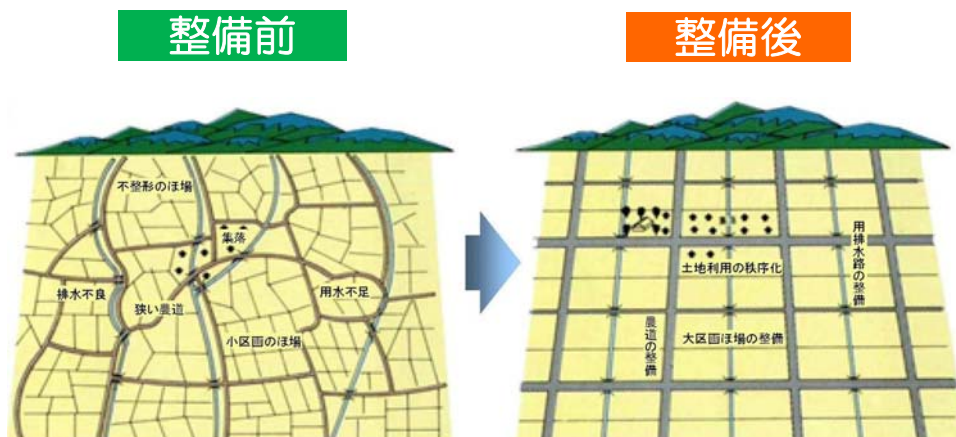 整備前
整備後
不整形のほ場
集落
排水不良
狭い農道
用水不足
小区画のほ場
用排水路の整備
土地利用の秩序化
農道の整備
大区画ほ場の整備